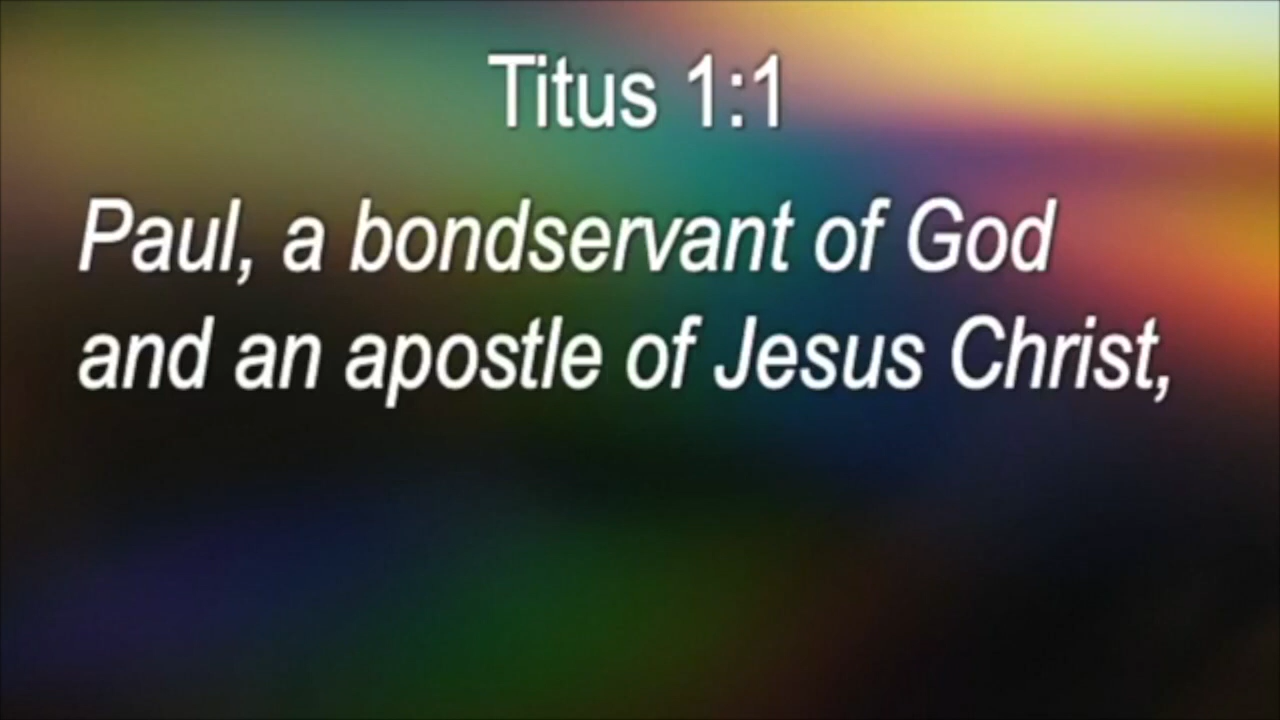 Titus 1:1
Paul, a bondservant of God
and an apostle of Jesus Christ,